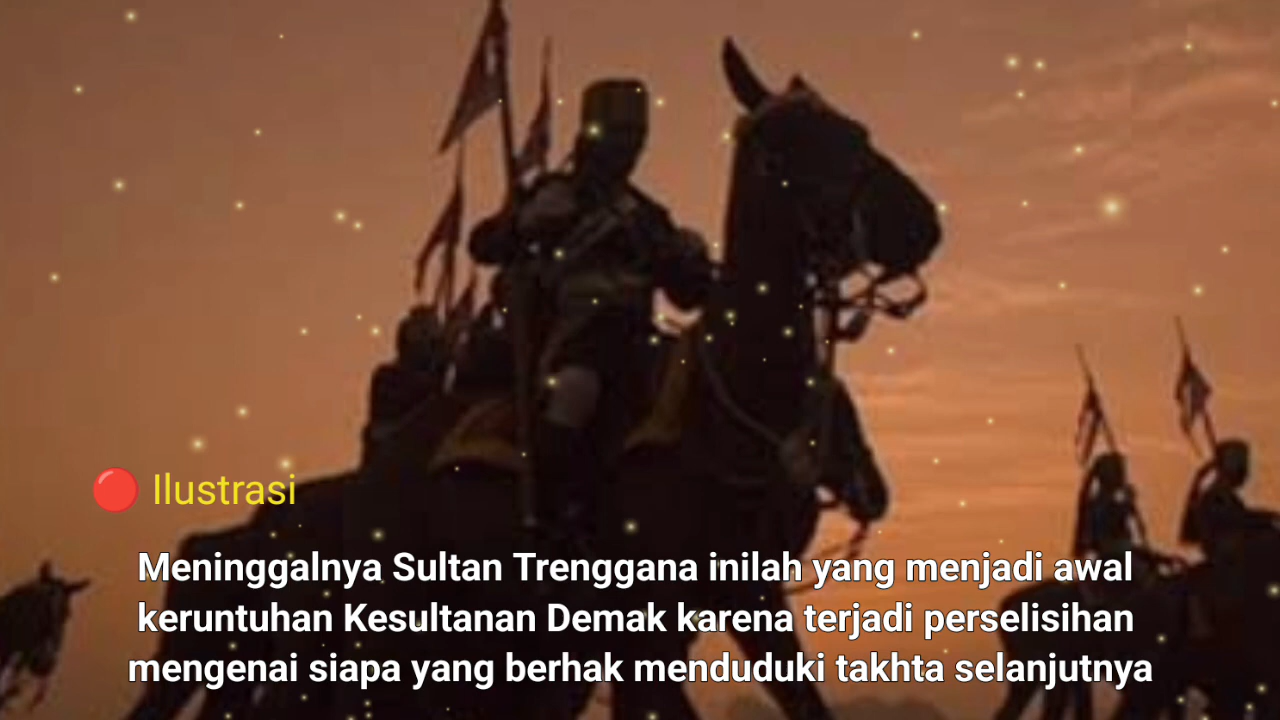 Ilustrasi
Meninggalnya Sultan Trenggana inilah yang menjadi awal
keruntuhan Kesultanan Demak karena terjadi perselisihan
mengenai siapa yang berhak menduduki takhta selanjutnya